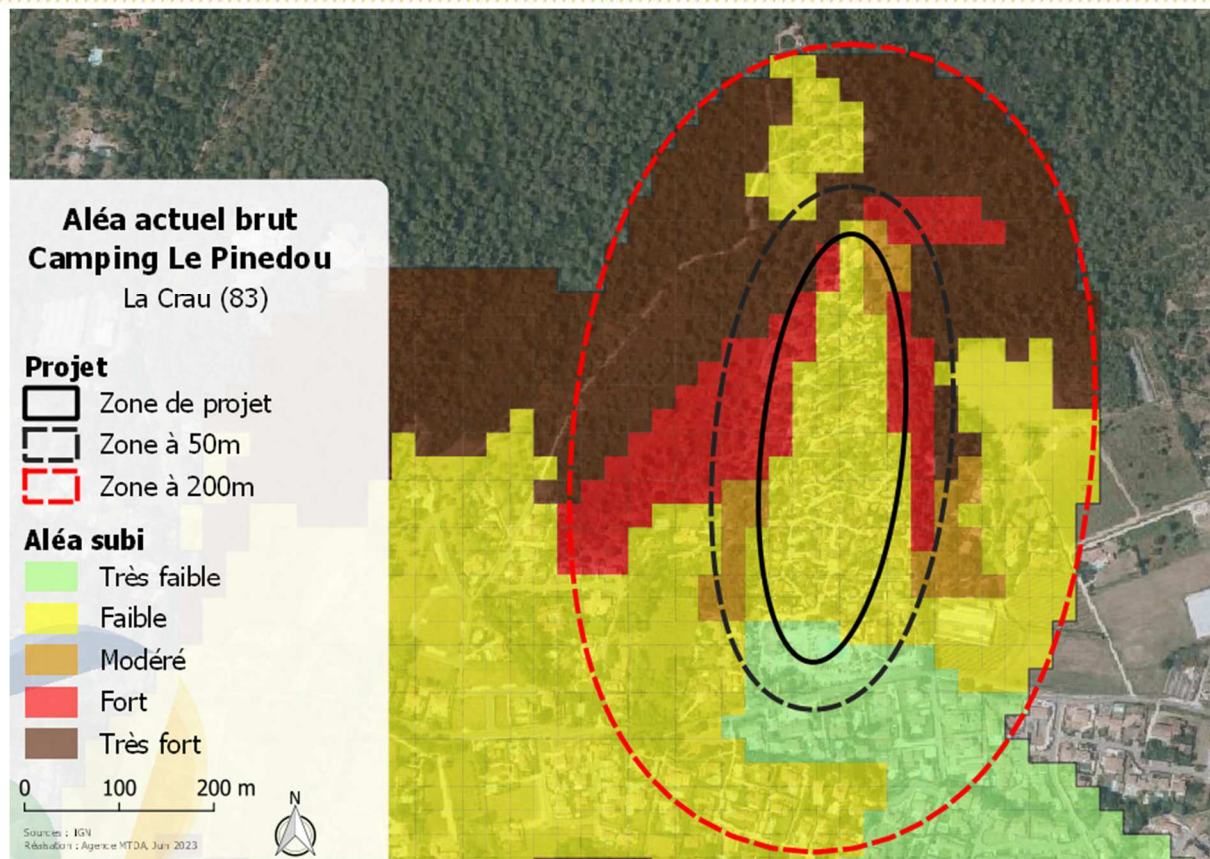 Aléa actuel brut
Camping Le Pinedou
La Crau (83)
Projet
Zone de projet
Zone à 50m
Zone à 200m
Aléa subi
Très faible
Faible
Modéré
Fort
Très fort
0 100 200 m
N
Sources : IGN
Réalisation : Agence MTDA, Juin 2023